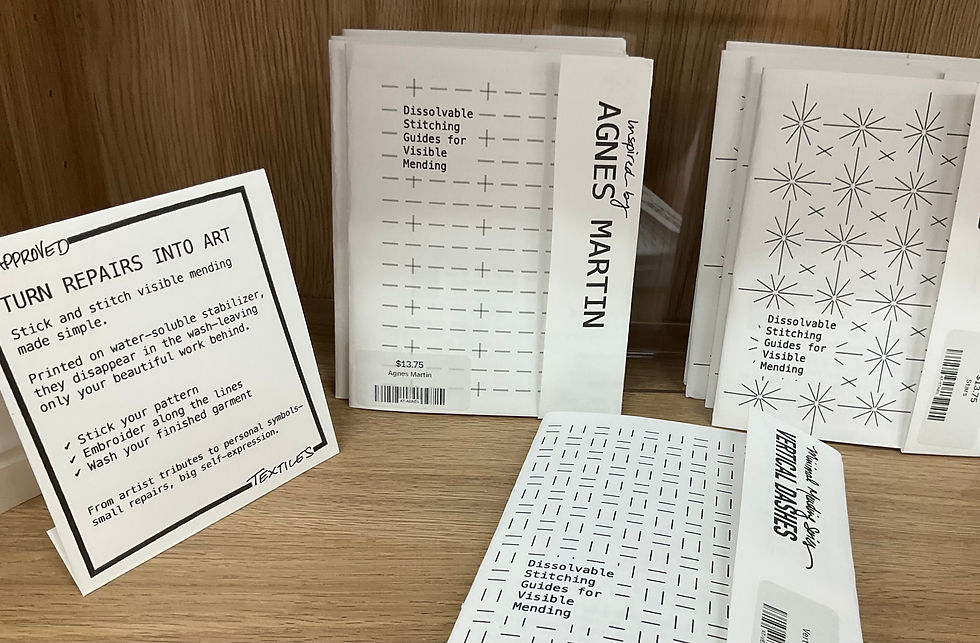 APPROVED
TURN REPAIRS INTO ART
Stick and stitch visible mending
made simple.
Printed on water-soluble stabilizer,
they disappear in the wash—leaving
only your beautiful work behind.
✓ Stick your pattern
✓ Embroider along the lines
✓ Wash your finished garment
From artist tributes to personal symbols—
small repairs, big self-expression.
TEXTILES
Dissolvable
Stitching
Guides for
Visible
Mending
$13.75
Agnes Martin
Inspired by
AGNES MARTIN
Dissolvable
Stitching
Guides for
Visible
Mending
$13.75
Stars
Dissolvable
Stitching
Guides for
Visible
Mending
Minimal Mending Series
VERTICAL DASHES